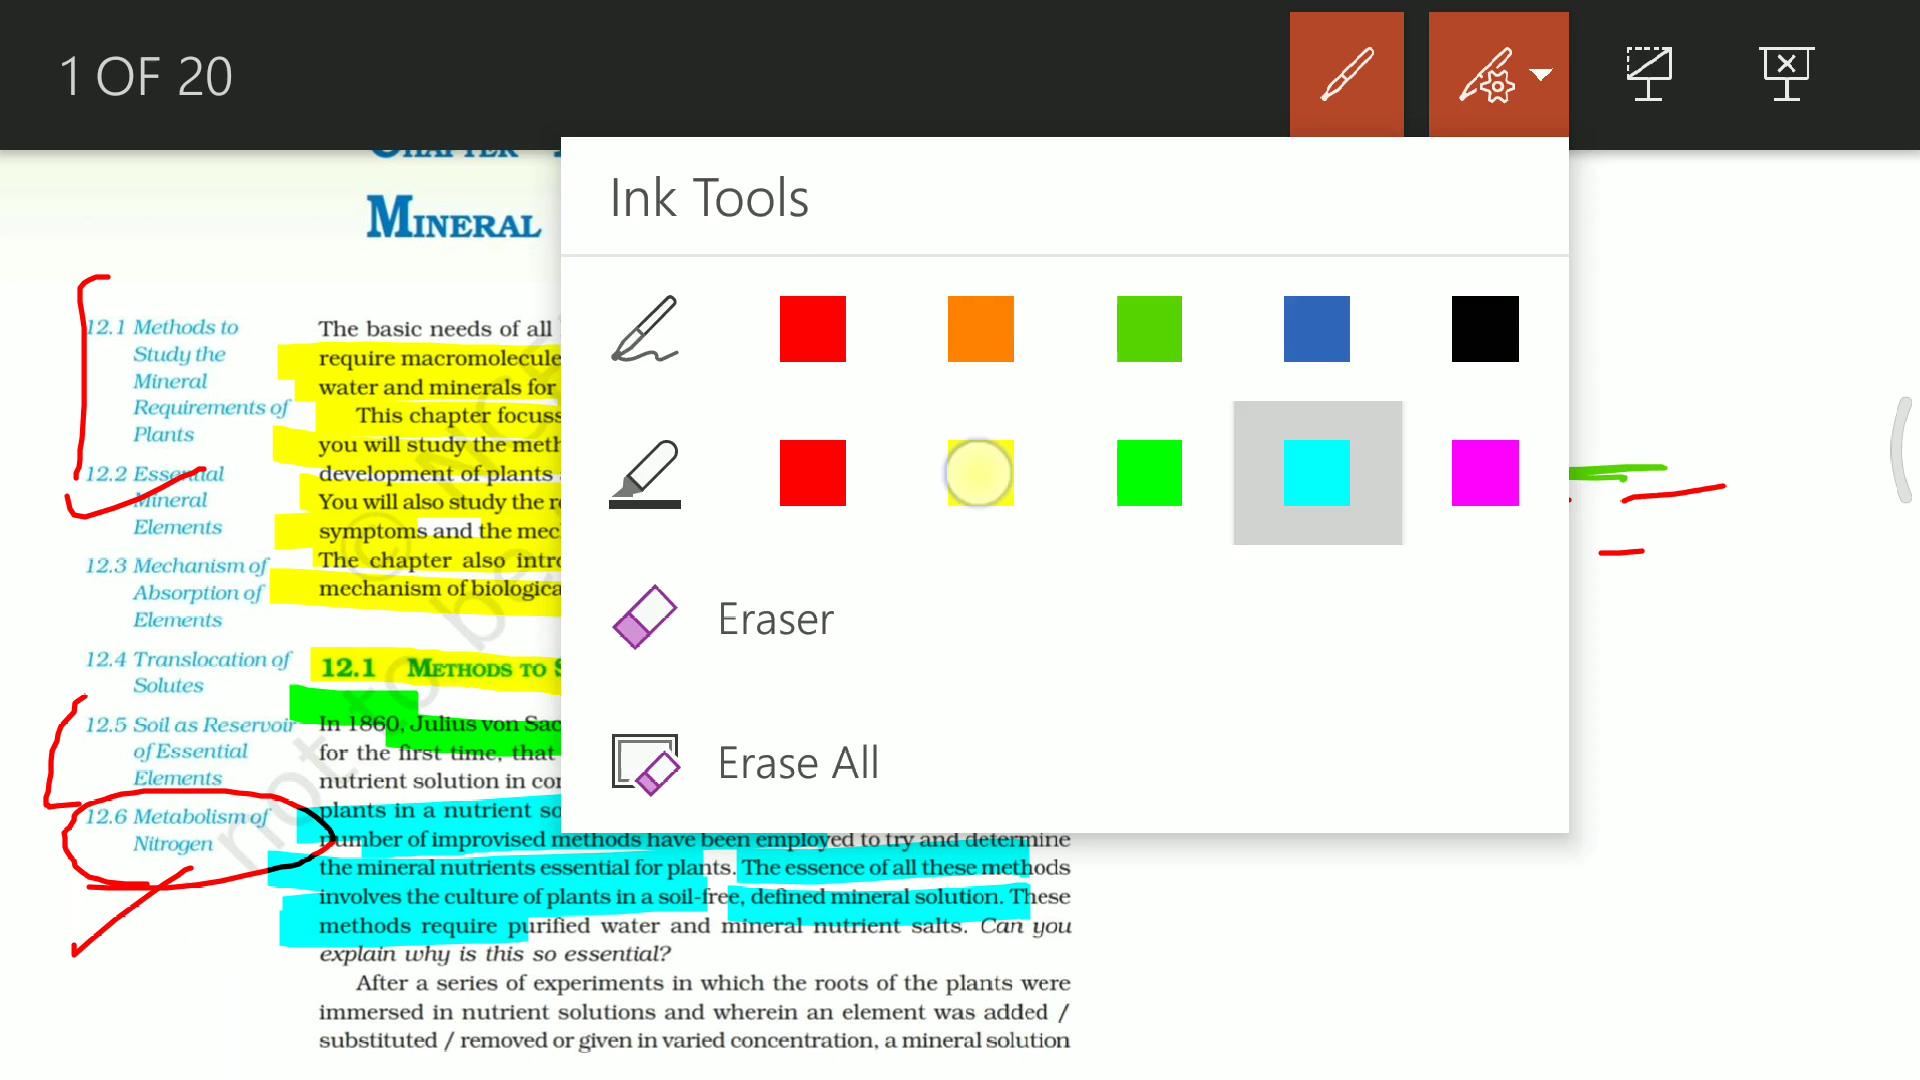 1 OF 20
CHAPTER
MINERAL
Ink Tools
Eraser
Erase All
12.1 Methods to
Study the
Mineral
Requirements of
Plants
12.2 Essential
Mineral
Elements
12.3 Mechanism of
Absorption of
Elements
12.4 Translocation of
Solutes
12.5 Soil as Reservoir
of Essential
Elements
12.6 Metabolism of
Nitrogen
The basic needs of all
require macromolecule
water and minerals for
This chapter focuss
you will study the meth
development of plants
You will also study the r
symptoms and the mec
The chapter also intro
mechanism of biologica
12.1 METHODS TO S
In 1860, Julius von Sac
for the first time, that
nutrient solution in con
plants in a nutrient so
number of improvised methods have been employed to try and determine
the mineral nutrients essential for plants. The essence of all these methods
involves the culture of plants in a soil-free, defined mineral solution. These
methods require purified water and mineral nutrient salts. Can you
explain why is this so essential?
After a series of experiments in which the roots of the plants were
immersed in nutrient solutions and wherein an element was added /
substituted / removed or given in varied concentration, a mineral solution
not to be